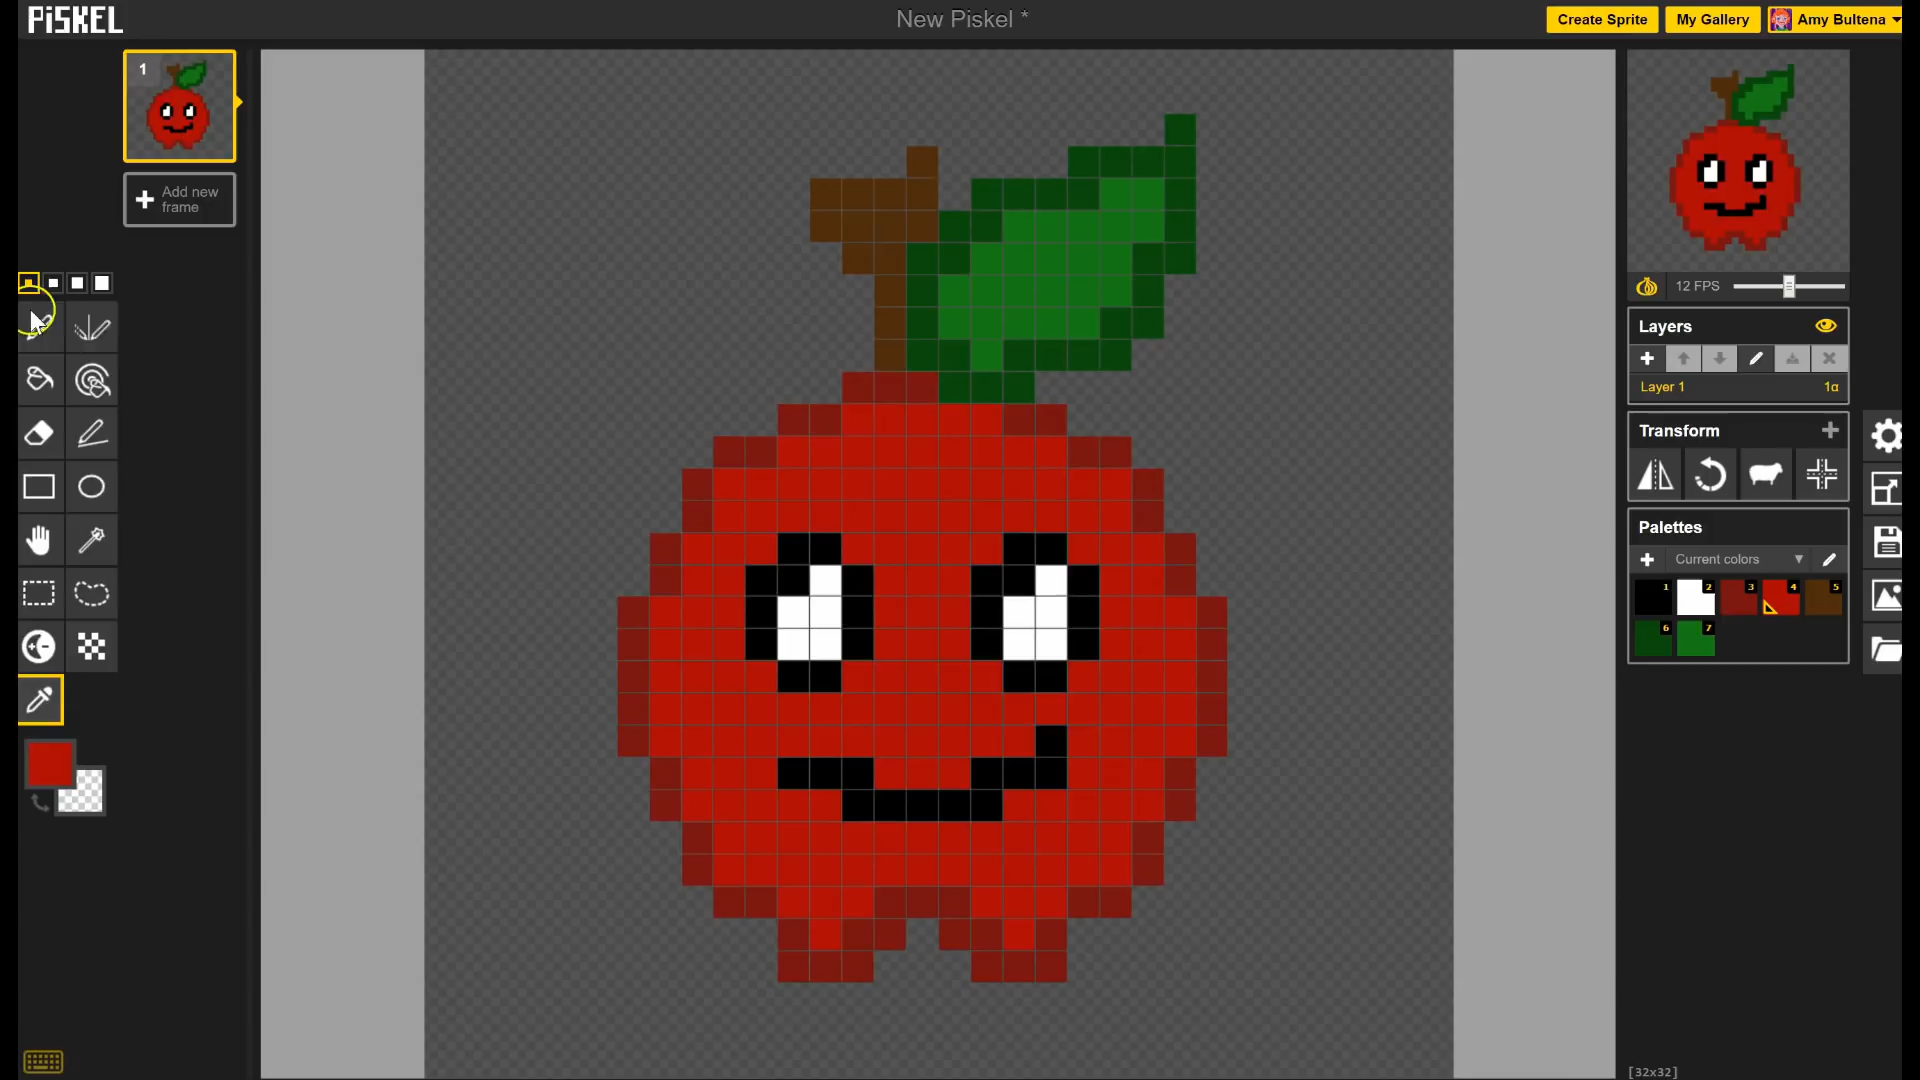 PiSKEL
New Piskel *
Create Sprite
My Gallery
Amy Bultena
1
Add new
frame
12 FPS
Layers
Layer 1
1α
Transform
Palettes
Current colors
1 2 3 4 5
6 7
[32x32]